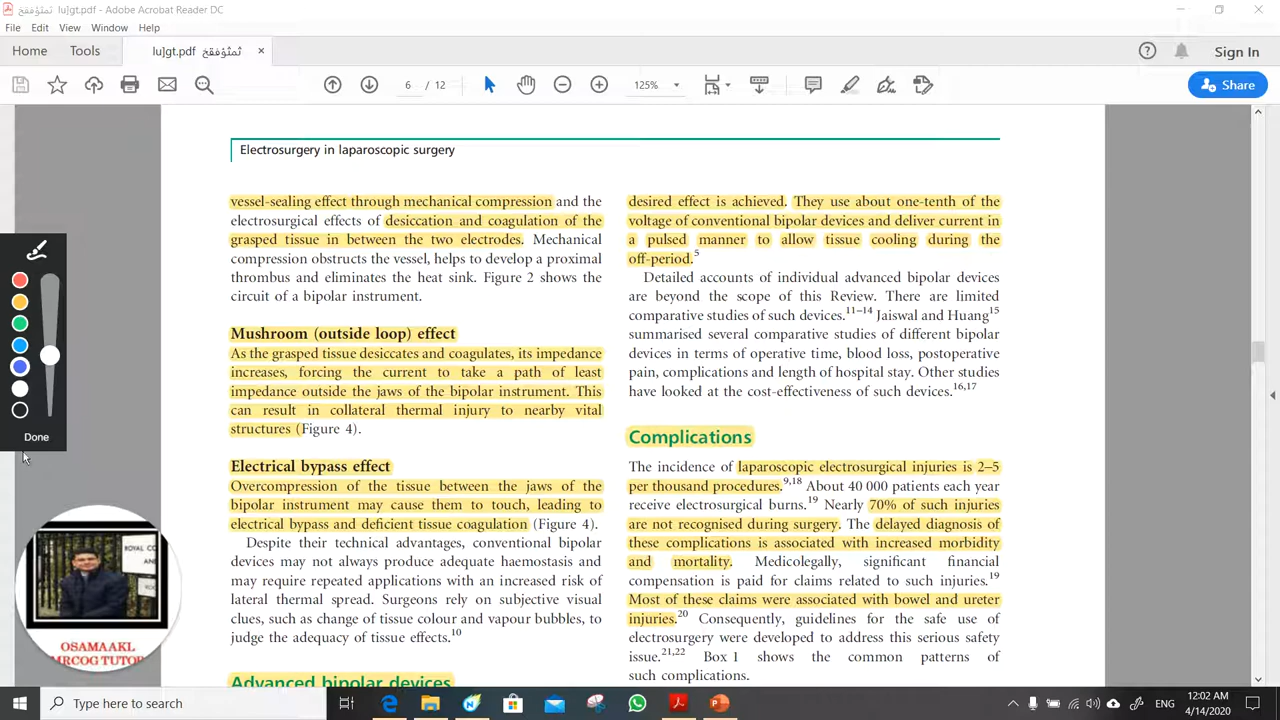 ثمثؤفقخ lu]gt.pdf - Adobe Acrobat Reader DC
File Edit View Window Help
Home Tools ثمثؤفقخ lu]gt.pdf Sign In
6 / 12 125% Share
Electrosurgery in laparoscopic surgery
vessel-sealing effect through mechanical compression and the
electrosurgical effects of desiccation and coagulation of the
grasped tissue in between the two electrodes. Mechanical
compression obstructs the vessel, helps to develop a proximal
thrombus and eliminates the heat sink. Figure 2 shows the
circuit of a bipolar instrument.
Mushroom (outside loop) effect
As the grasped tissue desiccates and coagulates, its impedance
increases, forcing the current to take a path of least
impedance outside the jaws of the bipolar instrument. This
can result in collateral thermal injury to nearby vital
structures (Figure 4).
Electrical bypass effect
Overcompression of the tissue between the jaws of the
bipolar instrument may cause them to touch, leading to
electrical bypass and deficient tissue coagulation (Figure 4).
Despite their technical advantages, conventional bipolar
devices may not always produce adequate haemostasis and
may require repeated applications with an increased risk of
lateral thermal spread. Surgeons rely on subjective visual
clues, such as change of tissue colour and vapour bubbles, to
judge the adequacy of tissue effects.10
Advanced bipolar devices
desired effect is achieved. They use about one-tenth of the
voltage of conventional bipolar devices and deliver current in
a pulsed manner to allow tissue cooling during the
off-period.5
Detailed accounts of individual advanced bipolar devices
are beyond the scope of this Review. There are limited
comparative studies of such devices.11–14 Jaiswal and Huang15
summarised several comparative studies of different bipolar
devices in terms of operative time, blood loss, postoperative
pain, complications and length of hospital stay. Other studies
have looked at the cost-effectiveness of such devices.16,17
Complications
The incidence of laparoscopic electrosurgical injuries is 2–5
per thousand procedures.9,18 About 40 000 patients each year
receive electrosurgical burns.19 Nearly 70% of such injuries
are not recognised during surgery. The delayed diagnosis of
these complications is associated with increased morbidity
and mortality. Medicolegally, significant financial
compensation is paid for claims related to such injuries.19
Most of these claims were associated with bowel and ureter
injuries.20 Consequently, guidelines for the safe use of
electrosurgery were developed to address this serious safety
issue.21,22 Box 1 shows the common patterns of
such complications.
Done
ROYAL CO
AN
OSAMAAKL
MRCOG TUTOR
Type here to search
ENG
12:02 AM
4/14/2020